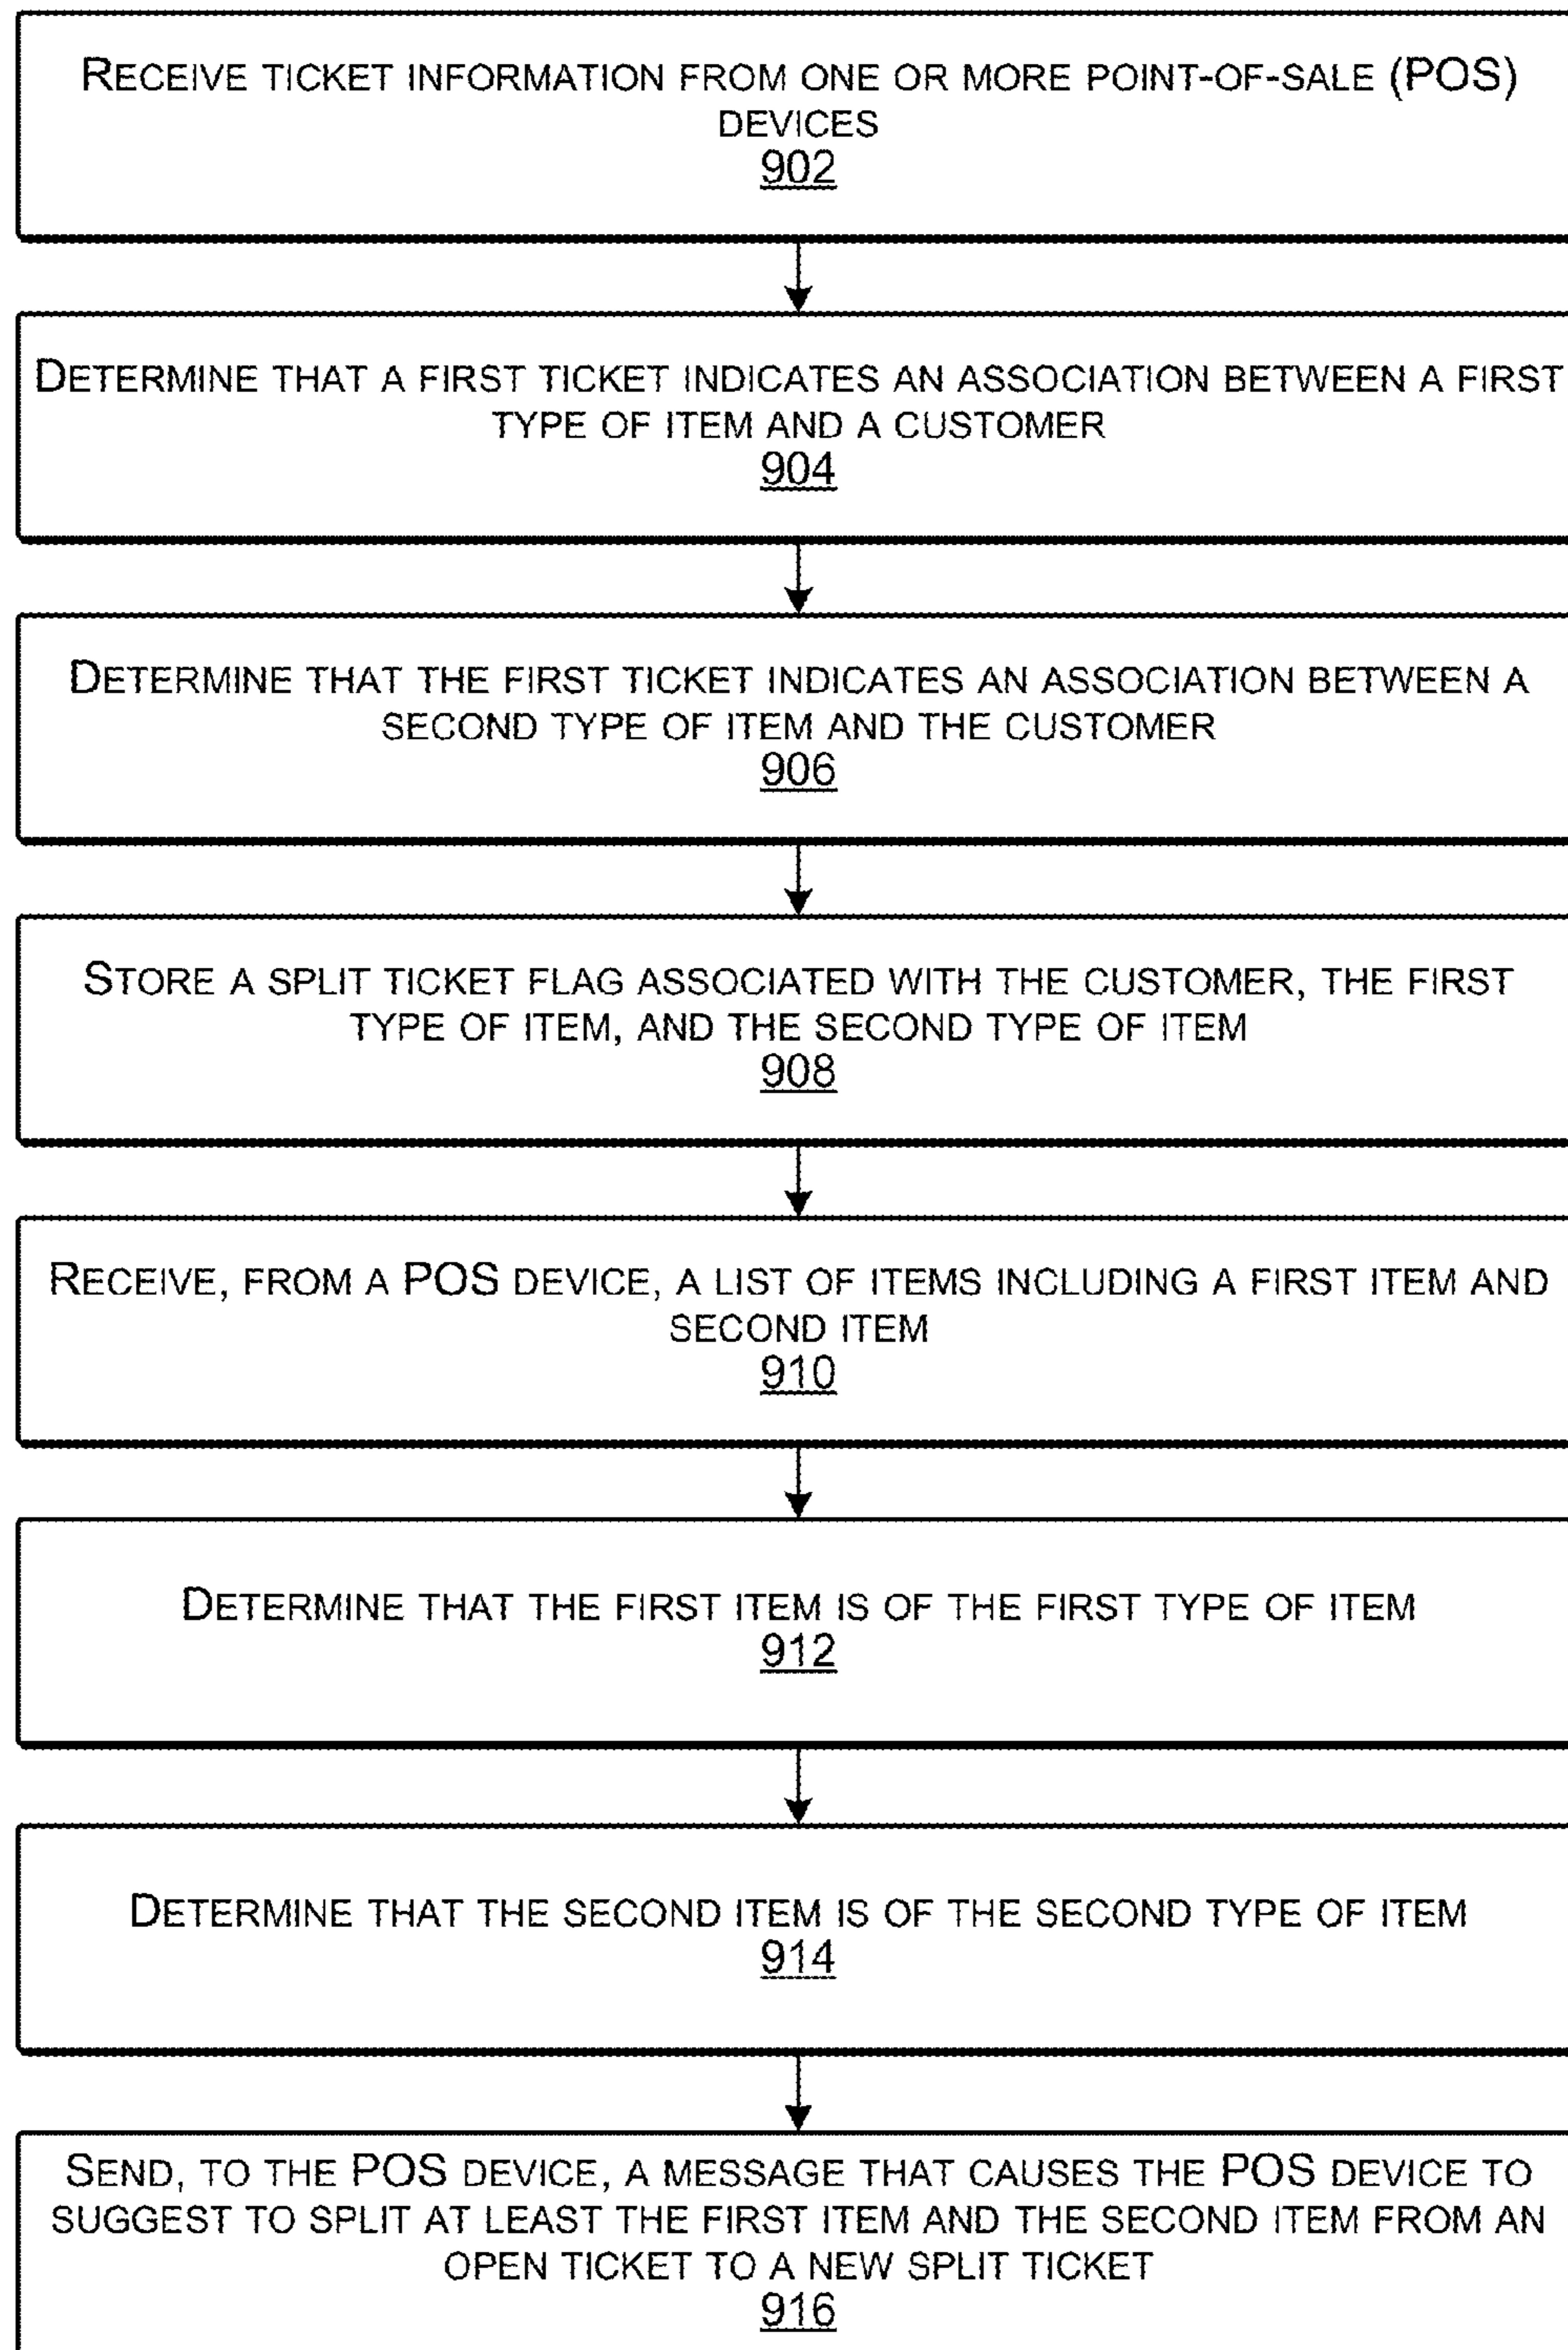 RECEIVE TICKET INFORMATION FROM ONE OR MORE POINT-OF-SALE (POS)
DEVICES
902
DETERMINE THAT A FIRST TICKET INDICATES AN ASSOCIATION BETWEEN A FIRST
TYPE OF ITEM AND A CUSTOMER
904
DETERMINE THAT THE FIRST TICKET INDICATES AN ASSOCIATION BETWEEN A
SECOND TYPE OF ITEM AND THE CUSTOMER
906
STORE A SPLIT TICKET FLAG ASSOCIATED WITH THE CUSTOMER, THE FIRST
TYPE OF ITEM, AND THE SECOND TYPE OF ITEM
908
RECEIVE, FROM A POS DEVICE, A LIST OF ITEMS INCLUDING A FIRST ITEM AND
SECOND ITEM
910
DETERMINE THAT THE FIRST ITEM IS OF THE FIRST TYPE OF ITEM
912
DETERMINE THAT THE SECOND ITEM IS OF THE SECOND TYPE OF ITEM
914
SEND, TO THE POS DEVICE, A MESSAGE THAT CAUSES THE POS DEVICE TO
SUGGEST TO SPLIT AT LEAST THE FIRST ITEM AND THE SECOND ITEM FROM AN
OPEN TICKET TO A NEW SPLIT TICKET
916